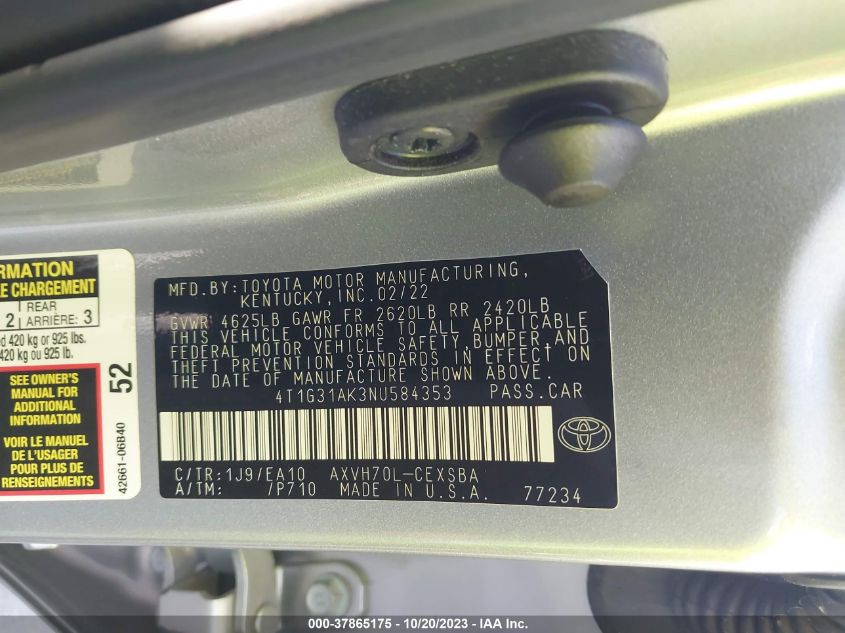 RMATION
E CHARGEMENT
2 REAR 3
ARRIÈRE:
d 420 kg or 925 lbs.
420 kg ou 925 lb.
SEE OWNER'S
MANUAL FOR
ADDITIONAL
INFORMATION
VOIR LE MANUEL
DE L'USAGER
POUR PLUS DE
RENSEIGNEMENTS
52
42661-06B40
MFD.BY:TOYOTA MOTOR MANUFACTURING,
KENTUCKY, INC.02/22
GVWR 4625LB GAWR FR 2620LB RR 2420LB
THIS VEHICLE CONFORMS TO ALL APPLICABLE
FEDERAL MOTOR VEHICLE SAFETY,BUMPER,AND
THEFT PREVENTION STANDARDS IN EFFECT ON
THE DATE OF MANUFACTURE SHOWN ABOVE.
4T1G31AK3NU584353 PASS.CAR
C/TR:1J9/EA10 AXVH70L-CEXSBA
A/TM: /P710 MADE IN U.S.A. 77234
000-37865175 - 10/20/2023 - IAA Inc.